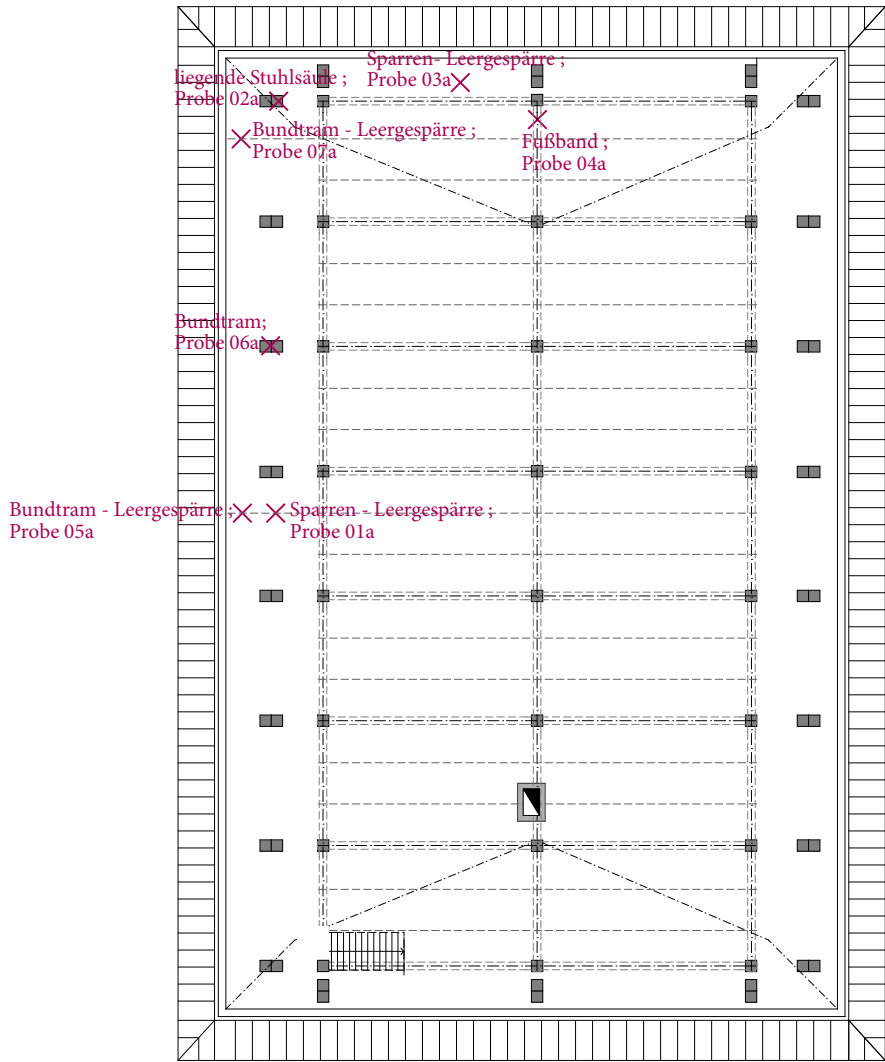 Sparren- Leergespärre ;
Probe 03a
liegende Stuhlsäule ;
Probe 02a
Bundtram - Leergespärre ;
Probe 07a
Fußband ;
Probe 04a
Bundtram;
Probe 06a
Bundtram - Leergespärre ;
Probe 05a
Sparren - Leergespärre ;
Probe 01a